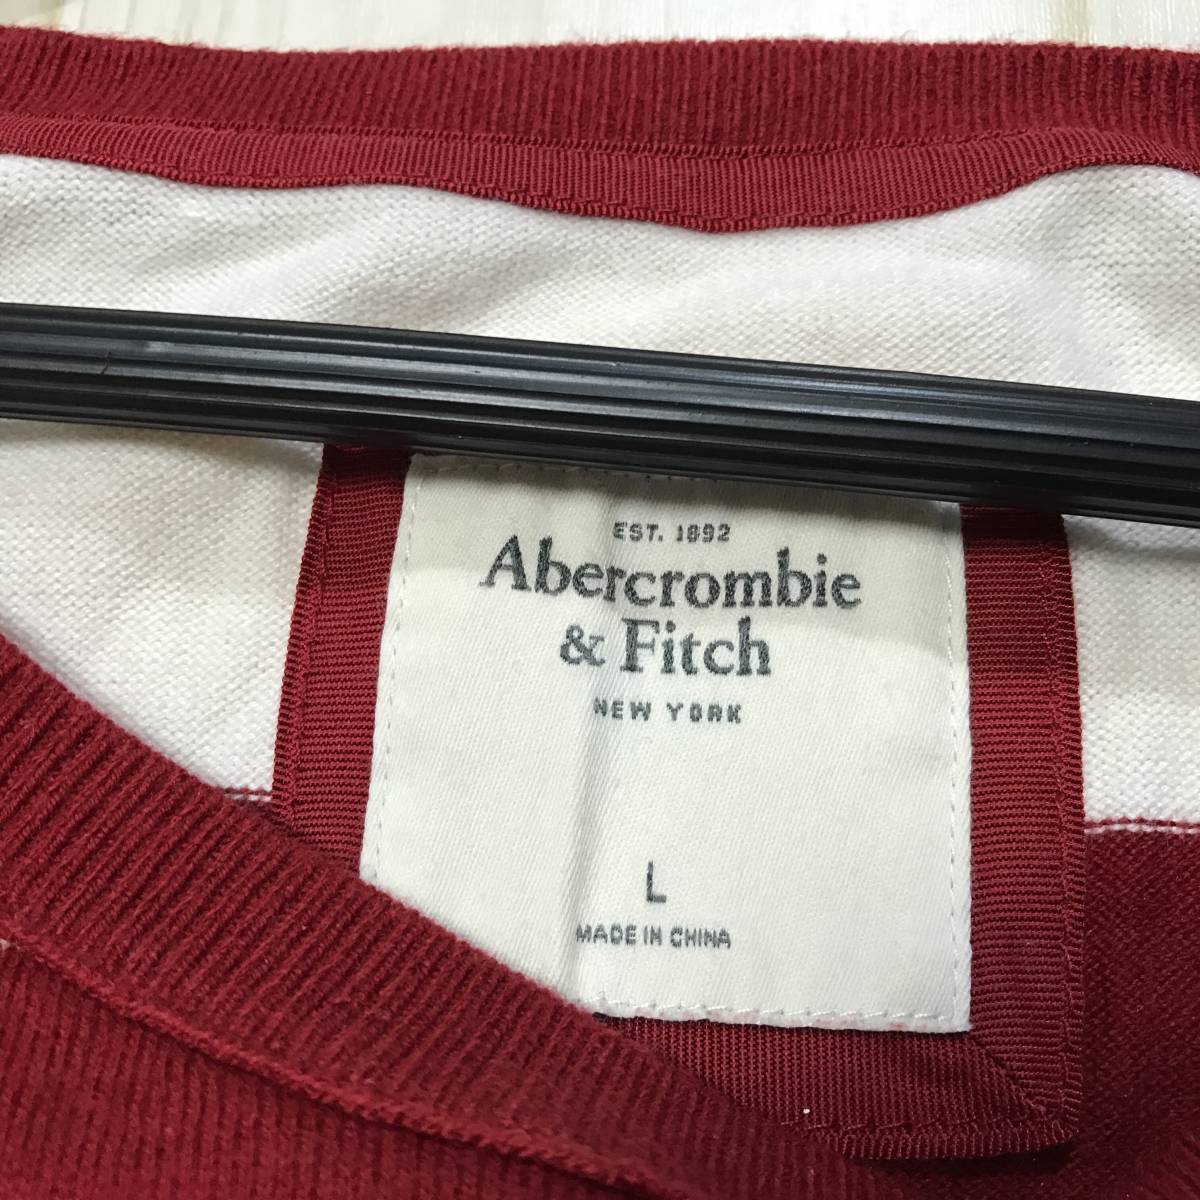 EST. 1892
Abercrombie
& Fitch
NEW YORK
L
MADE IN CHINA